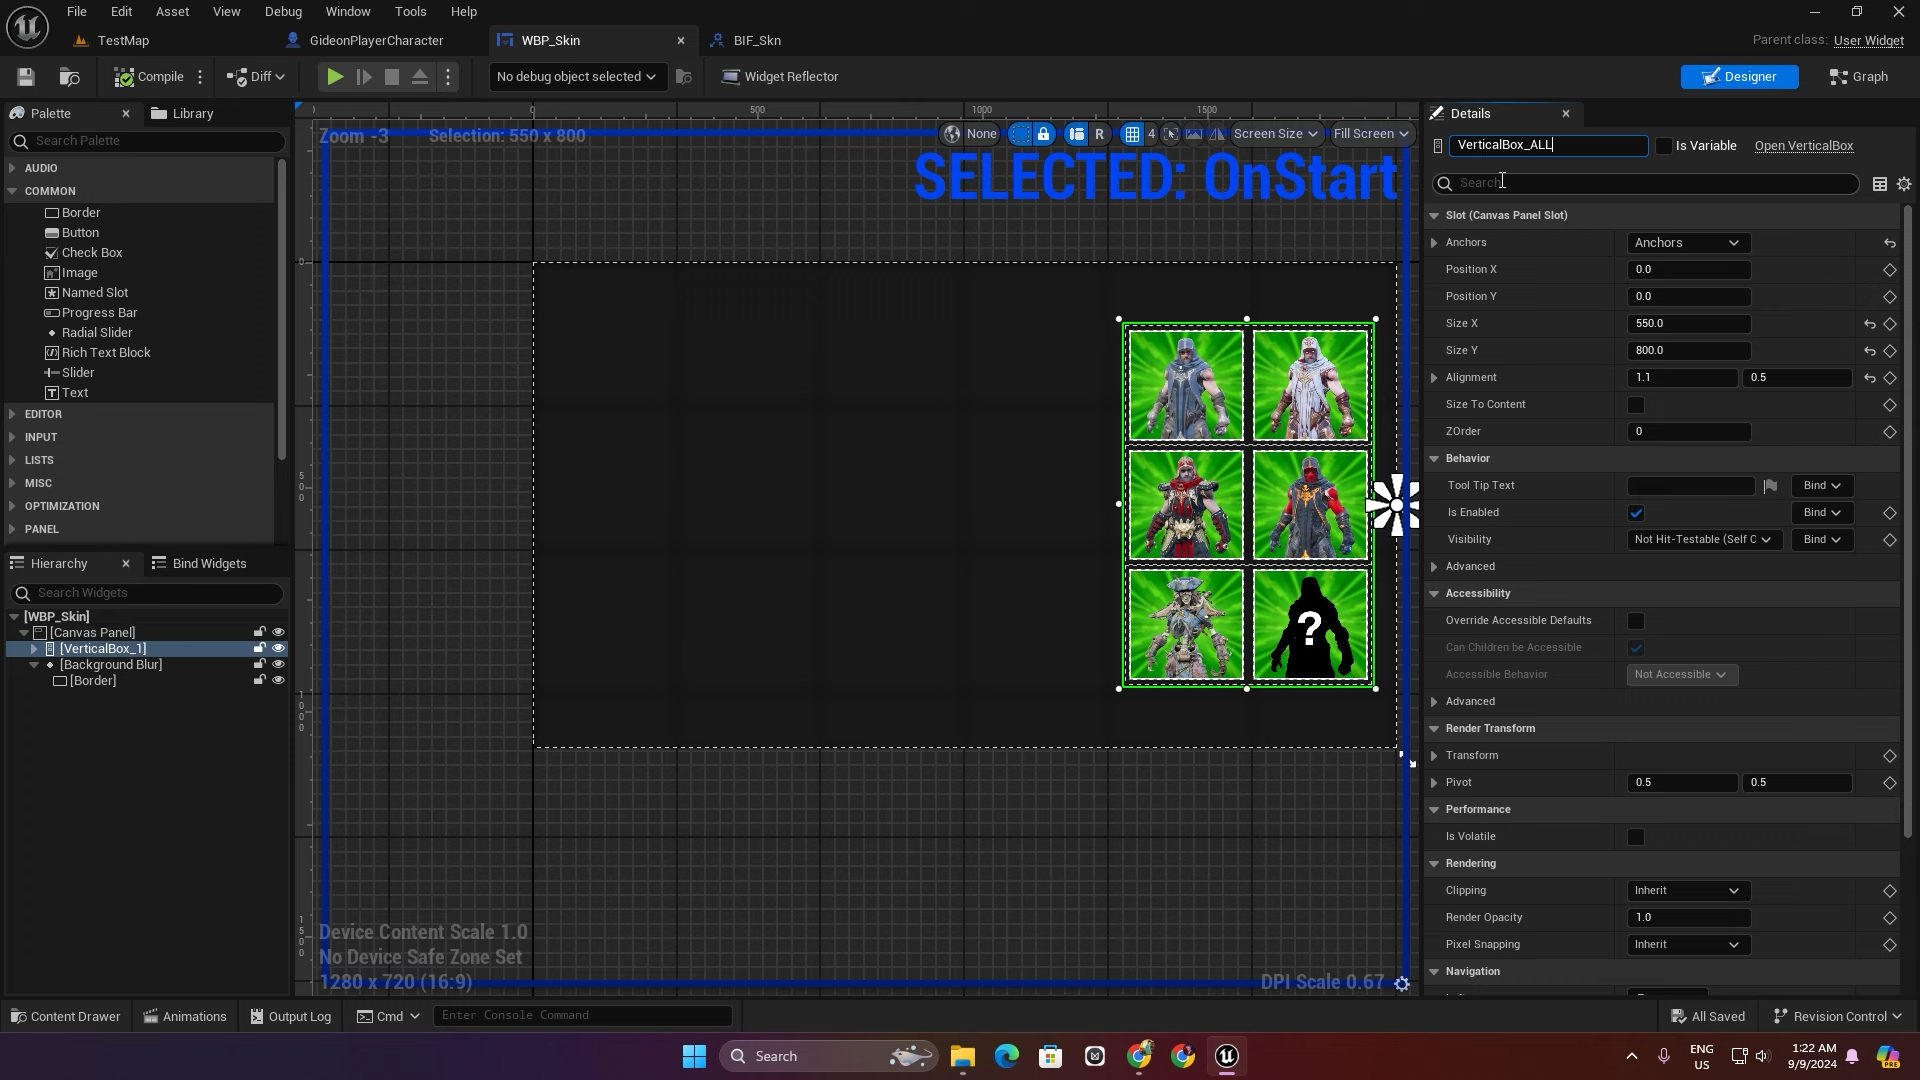 File Edit Asset View Debug Window Tools Help
TestMap GideonPlayerCharacter WBP_Skin BIF_Skn
Parent class: User Widget
Compile Diff No debug object selected Widget Reflector Designer Graph
Palette Library
Search Palette
AUDIO
COMMON
Border
Button
Check Box
Image
Named Slot
Progress Bar
Radial Slider
Rich Text Block
Slider
Text
EDITOR
INPUT
LISTS
MISC
OPTIMIZATION
PANEL
Hierarchy Bind Widgets
Search Widgets
[WBP_Skin]
[Canvas Panel]
[VerticalBox_1]
[Background Blur]
[Border]
500 1000 1500
Zoom -3 Selection: 550 x 800
None R 4 Screen Size Fill Screen
SELECTED: OnStart
0
500
1000
1500
?
Device Content Scale 1.0
No Device Safe Zone Set
1280 x 720 (16:9)
DPI Scale 0.67
Details
VerticalBox_ALL Is Variable Open VerticalBox
Search
Slot (Canvas Panel Slot)
Anchors Anchors
Position X 0.0
Position Y 0.0
Size X 550.0
Size Y 800.0
Alignment 1.1 0.5
Size To Content
ZOrder 0
Behavior
Tool Tip Text Bind
Is Enabled Bind
Visibility Not Hit-Testable (Self C Bind
Advanced
Accessibility
Override Accessible Defaults
Can Children be Accessible
Accessible Behavior Not Accessible
Advanced
Render Transform
Transform
Pivot 0.5 0.5
Performance
Is Volatile
Rendering
Clipping Inherit
Render Opacity 1.0
Pixel Snapping Inherit
Navigation
Content Drawer Animations Output Log Cmd Enter Console Command All Saved Revision Control
Search
ENG
US
1:22 AM
9/9/2024
PRE